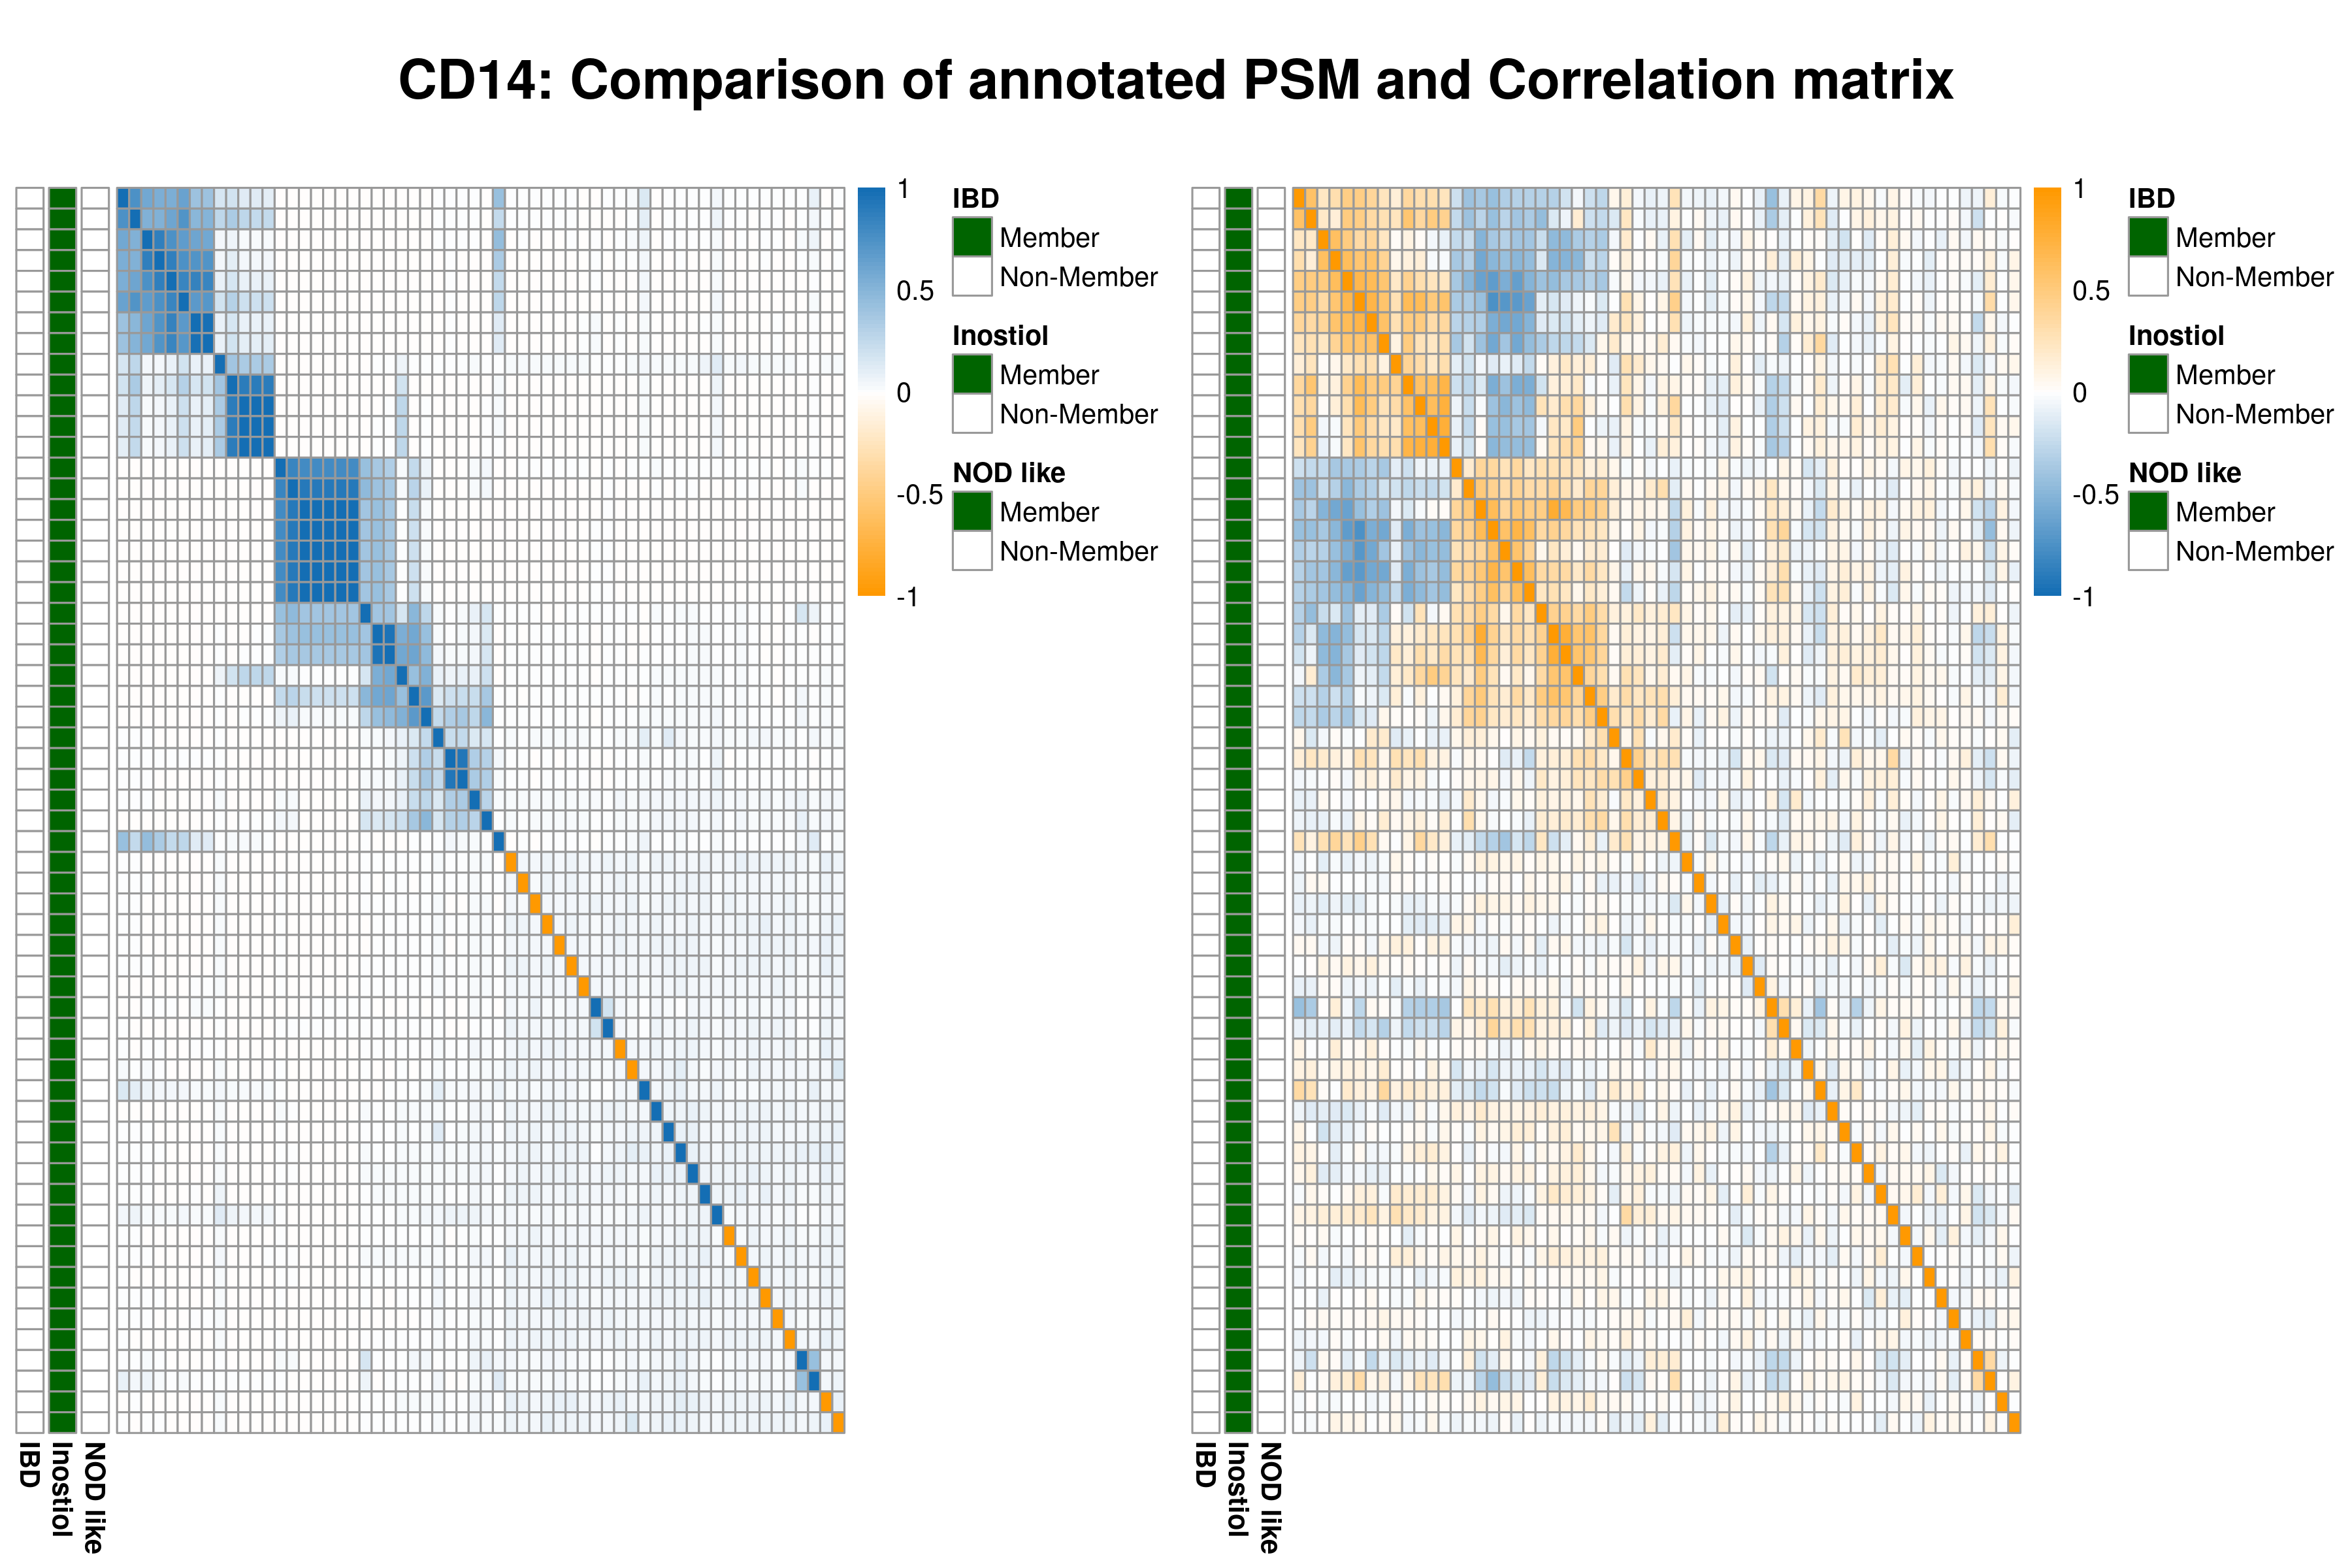 CD14: Comparison of annotated PSM and Correlation matrix
1
0.5
0
-0.5
-1
IBD
Member
Non-Member
Inostiol
Member
Non-Member
NOD like
Member
Non-Member
IBD
Inostiol
NOD like
1
0.5
0
-0.5
-1
IBD
Member
Non-Member
Inostiol
Member
Non-Member
NOD like
Member
Non-Member
IBD
Inostiol
NOD like